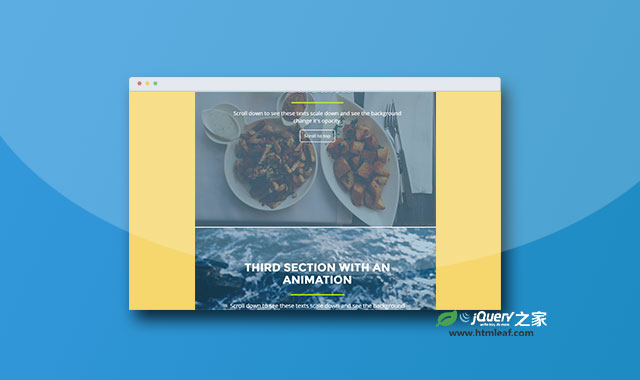 Scroll down to see these texts scale down and see the background
change it's opacity.
Scroll to top
THIRD SECTION WITH AN
ANIMATION
Scroll down to see these texts scale down and see the background
jQuery之家
www.htmleaf.com